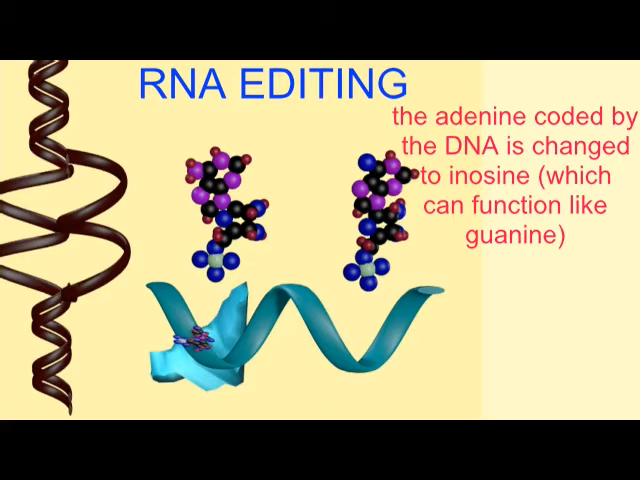 RNA EDITING
the adenine coded by
the DNA is changed
to inosine (which
can function like
guanine)